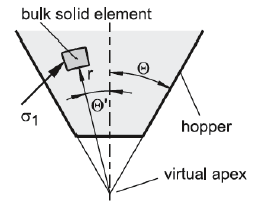 bulk solid element
r
Θ
Θ'
σ1
hopper
virtual apex